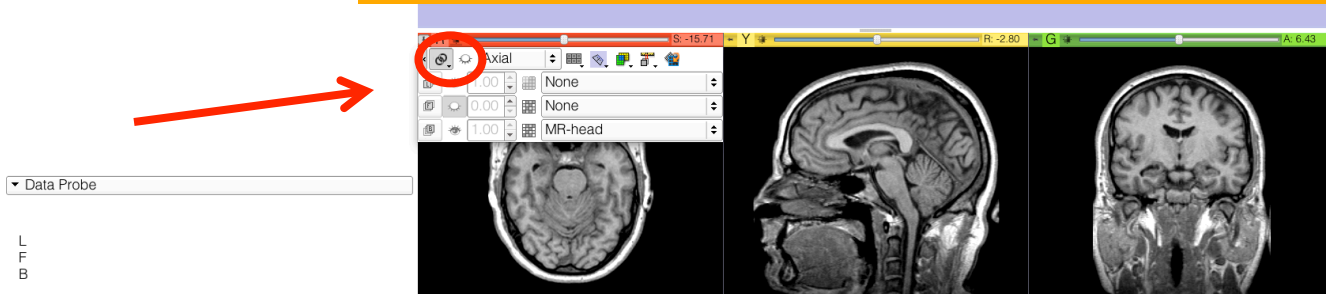 S: -15.71
Y
R: -2.80
G
A: 6.43
Axial
1.00
None
0.00
None
1.00
MR-head
Data Probe
L
F
B